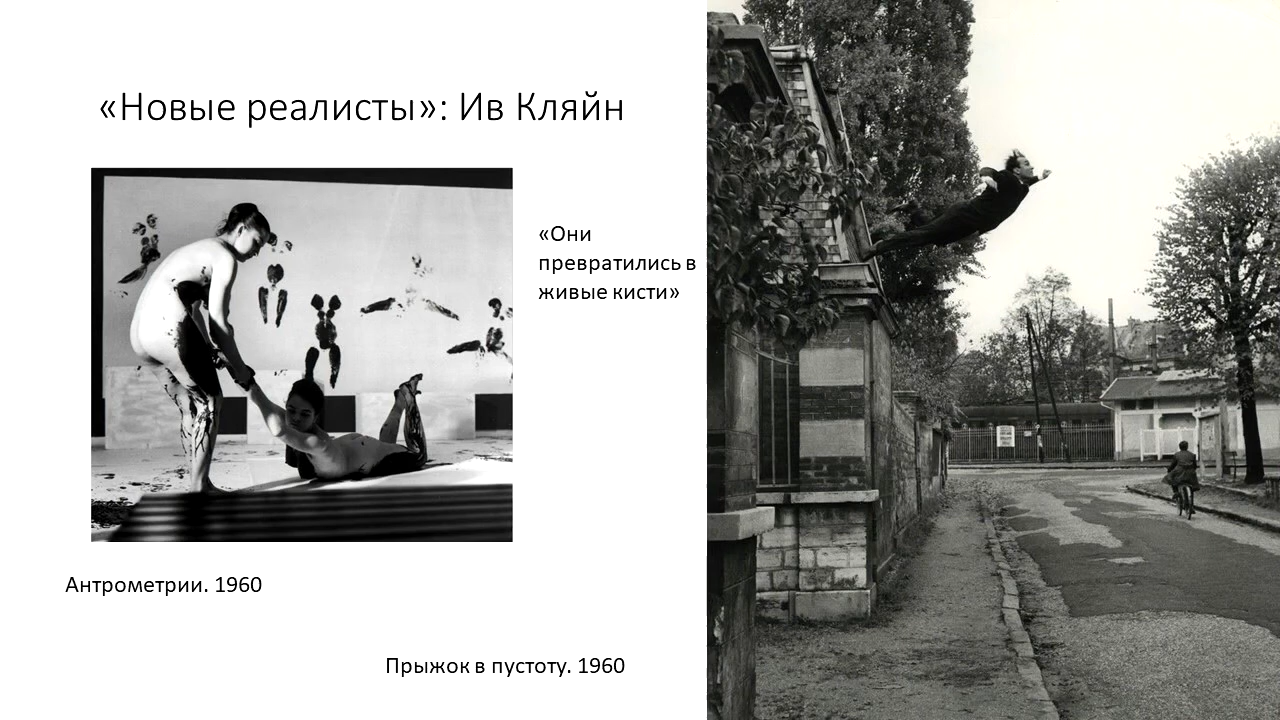 «Новые реалисты»: Ив Кляйн
«Они
превратились в
живые кисти»
Антрометрии. 1960
Прыжок в пустоту. 1960